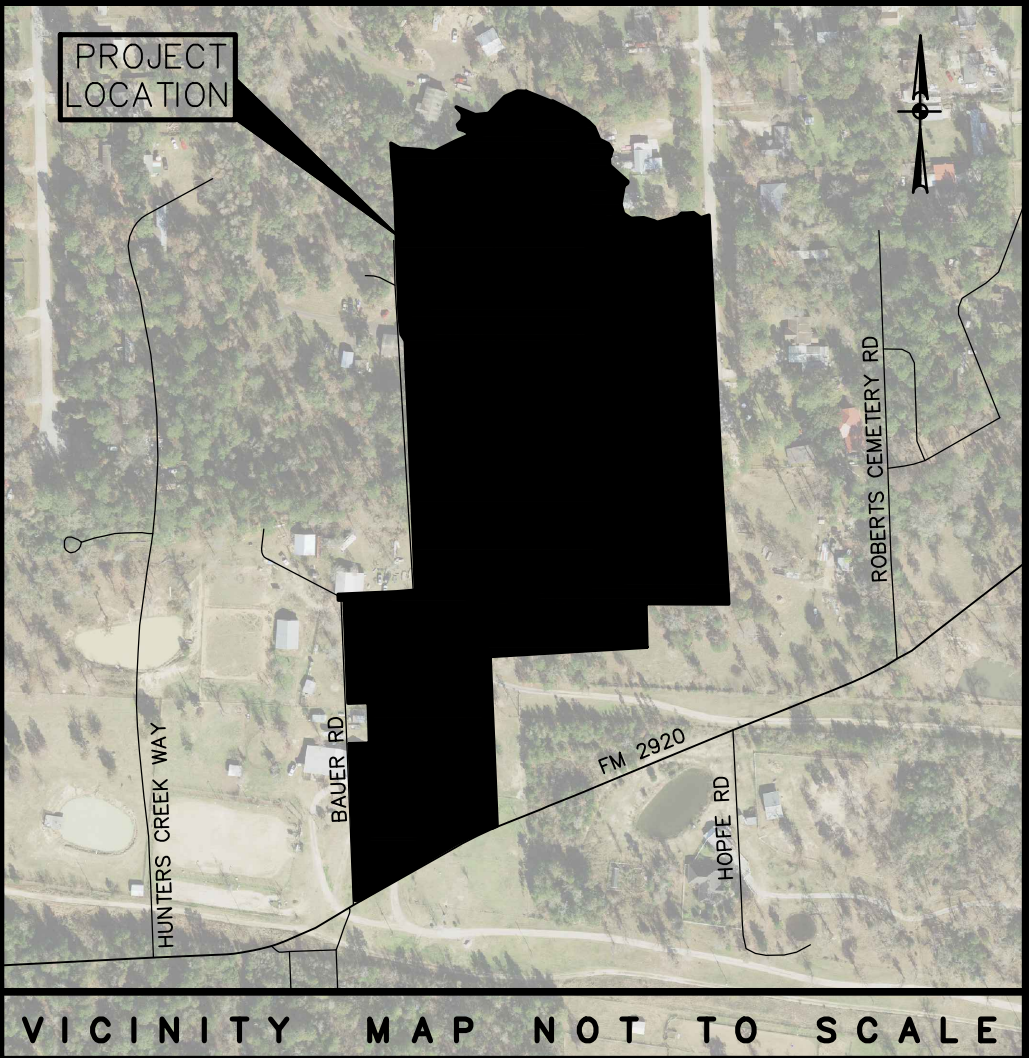 PROJECT
LOCATION
ROBERTS CEMETERY RD
HUNTERS CREEK WAY
BAUER RD
FM 2920
HOPFE RD
VICINITY MAP NOT TO SCALE